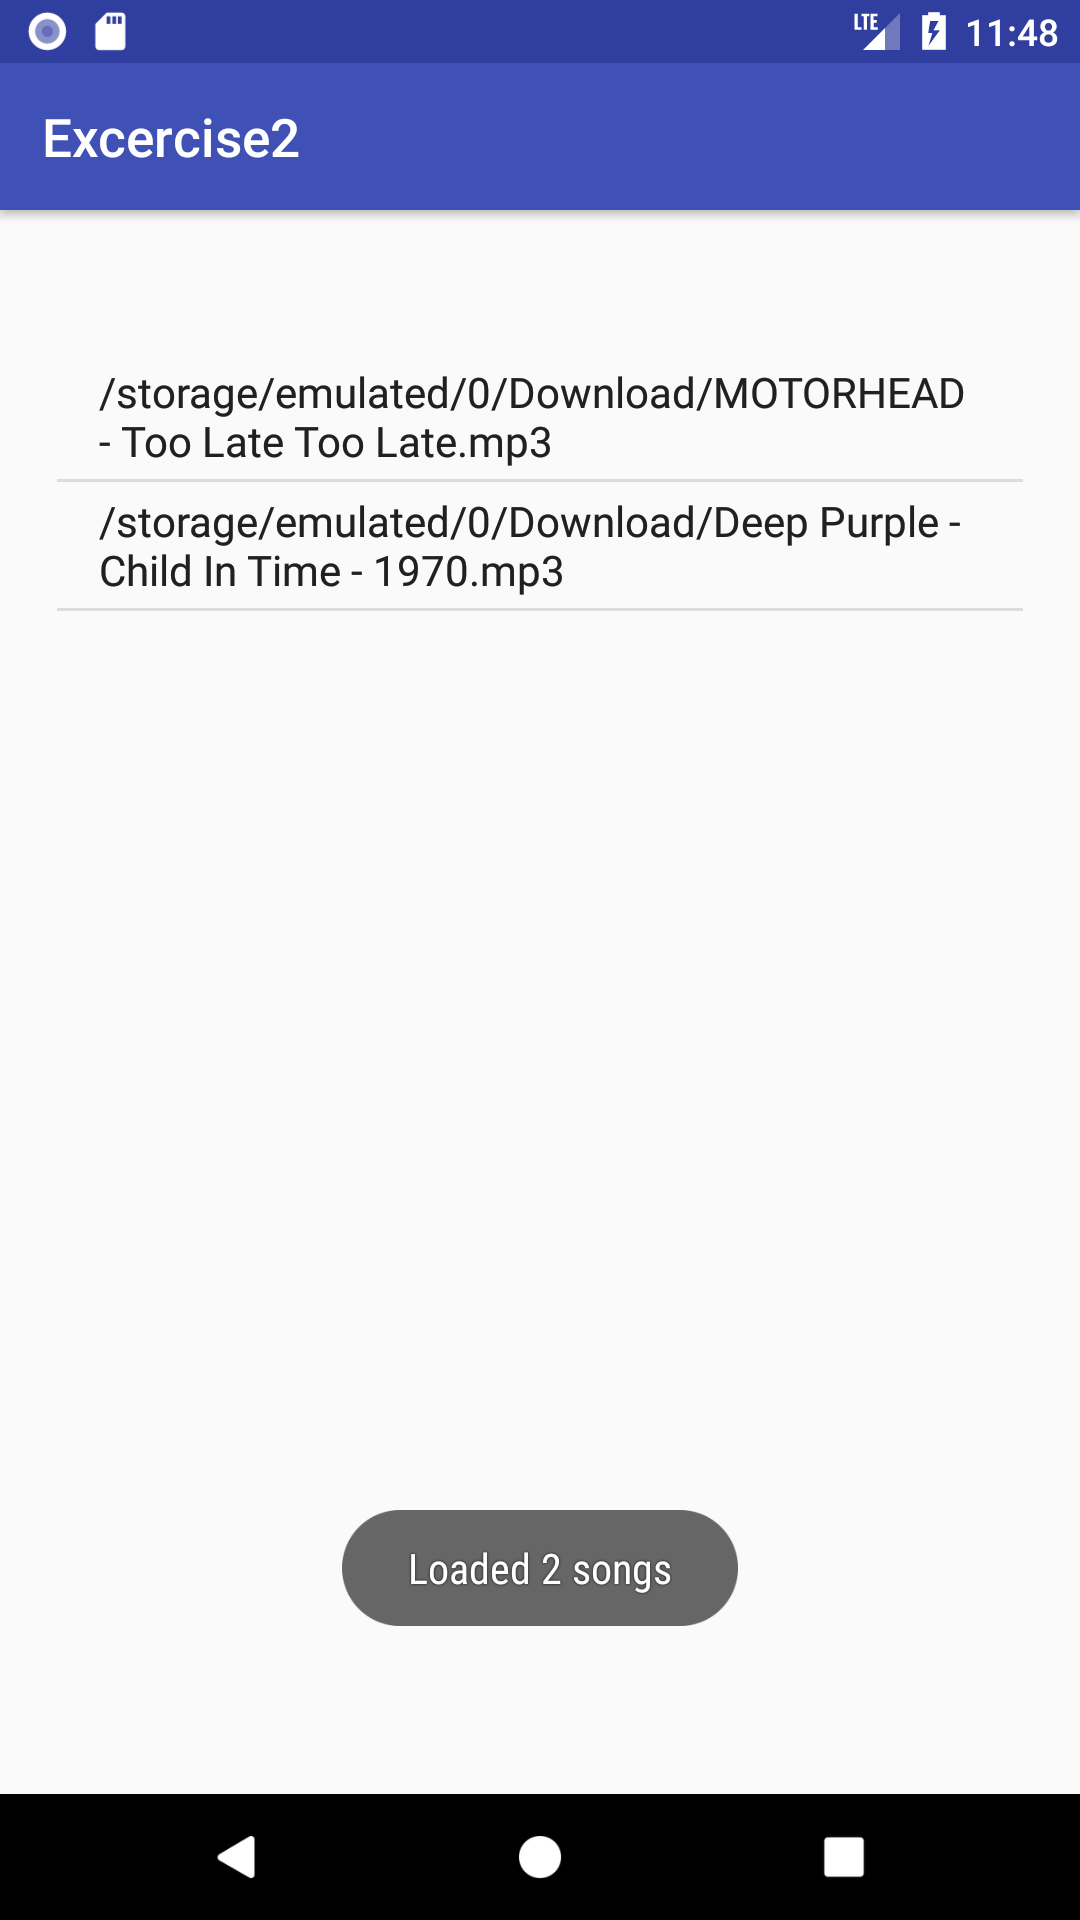 LTE 11:48
Excercise2
/storage/emulated/0/Download/MOTORHEAD
- Too Late Too Late.mp3
/storage/emulated/0/Download/Deep Purple -
Child In Time - 1970.mp3
Loaded 2 songs